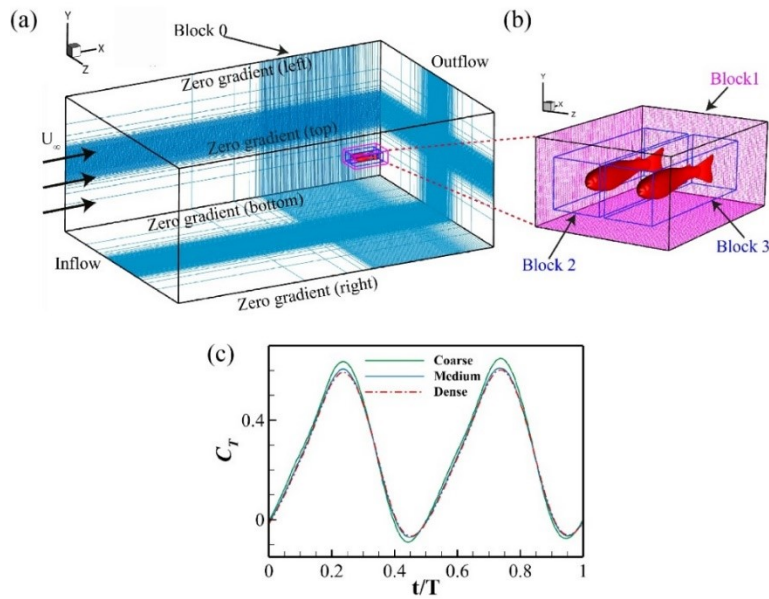 (a)
Y
X
Z
Block 0
Zero gradient (left)
Outflow
U∞
Zero gradient (top)
Zero gradient (bottom)
Inflow
Zero gradient (right)
(b)
Y
X
Z
Block1
Block 2
Block 3
(c)
Coarse
Medium
Dense
C_T
0.4
0
0
0.2
0.4
0.6
0.8
1
t/T